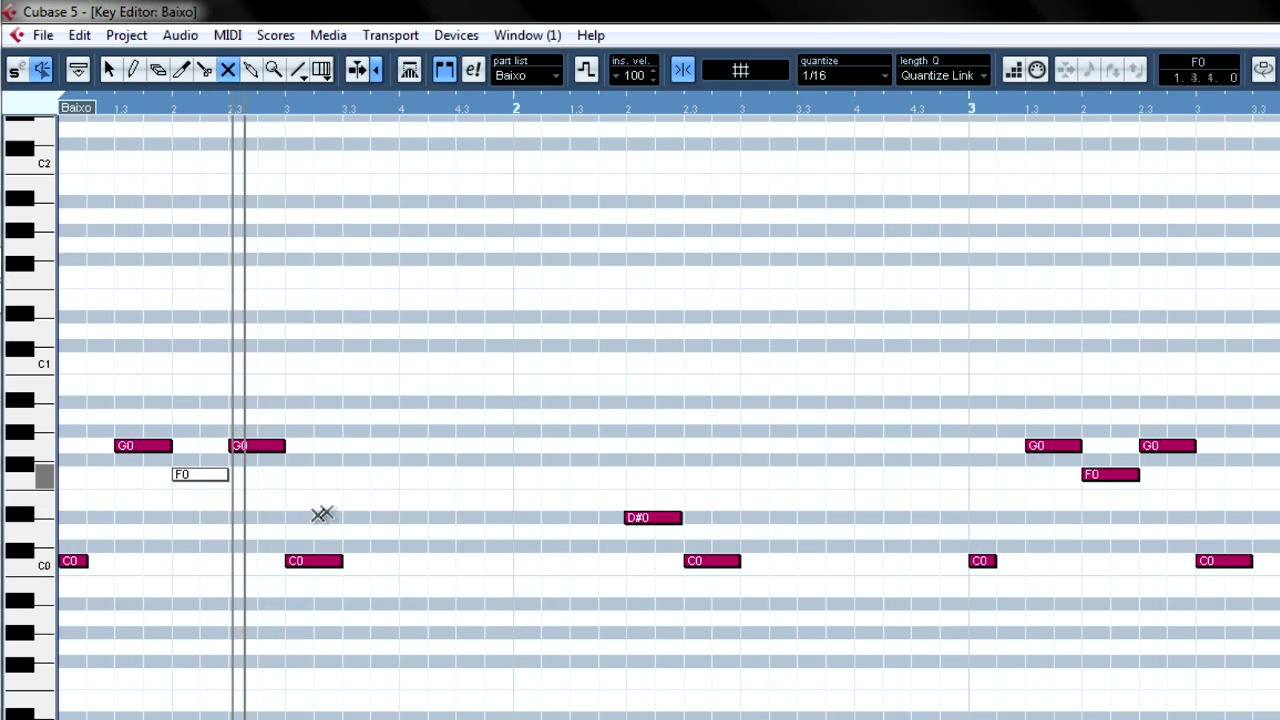 Cubase 5 - [Key Editor: Baixo]
File Edit Project Audio MIDI Scores Media Transport Devices Window (1) Help
part list ins. vel. quantize length Q F0
Baixo 100 1/16 Quantize Link 1. 3. 4. 0
Baixo 1.3 2 2.3 3 3.3 4 4.3 2 1.3 2 2.3 3 3.3 4 4.3 3 1.3 2 2.3 3 3.3
C2
C1
G0 G0 G0 G0
F0 F0
D#0
C0 C0 C0 C0 C0 C0